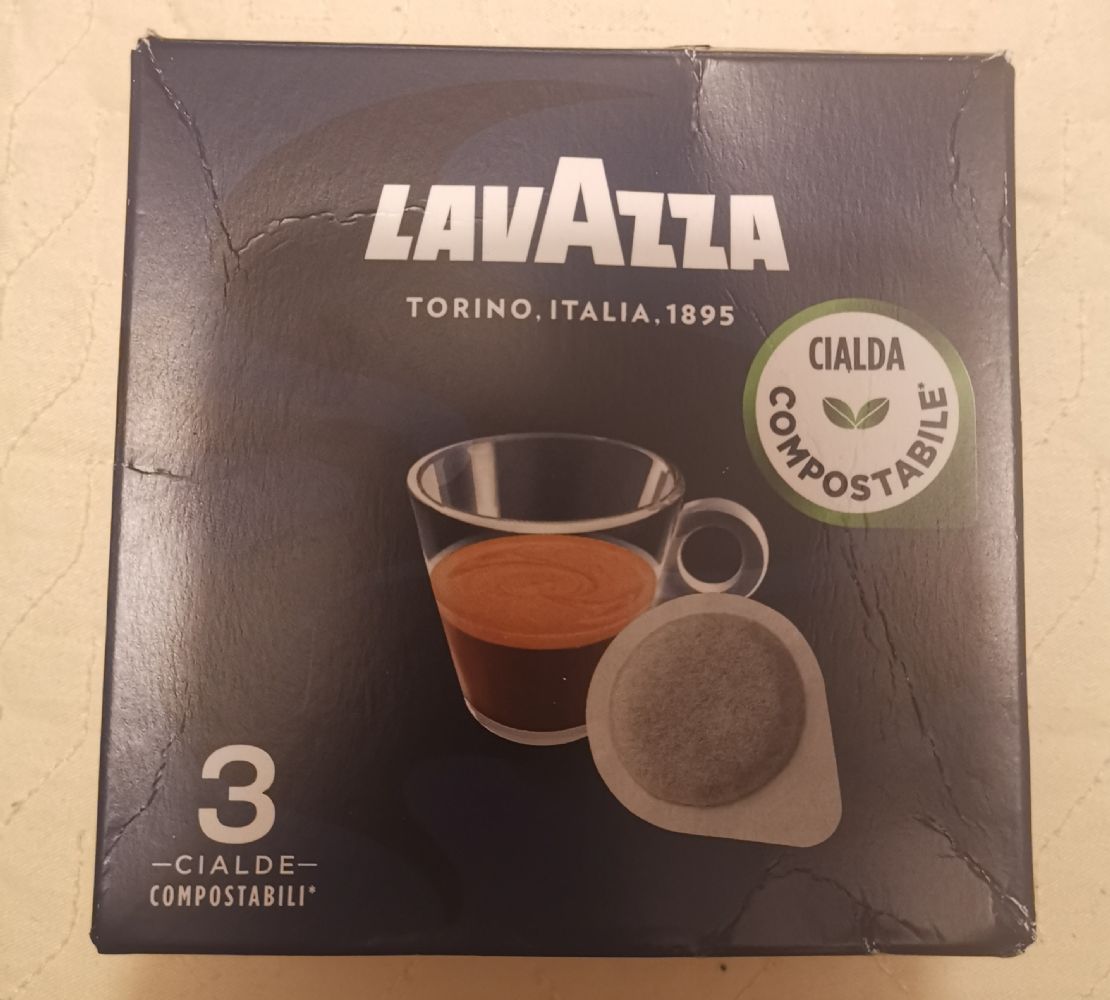 LAVAZZA
TORINO, ITALIA, 1895
CIALDA
COMPOSTABILE*
3
CIALDE
COMPOSTABILI*